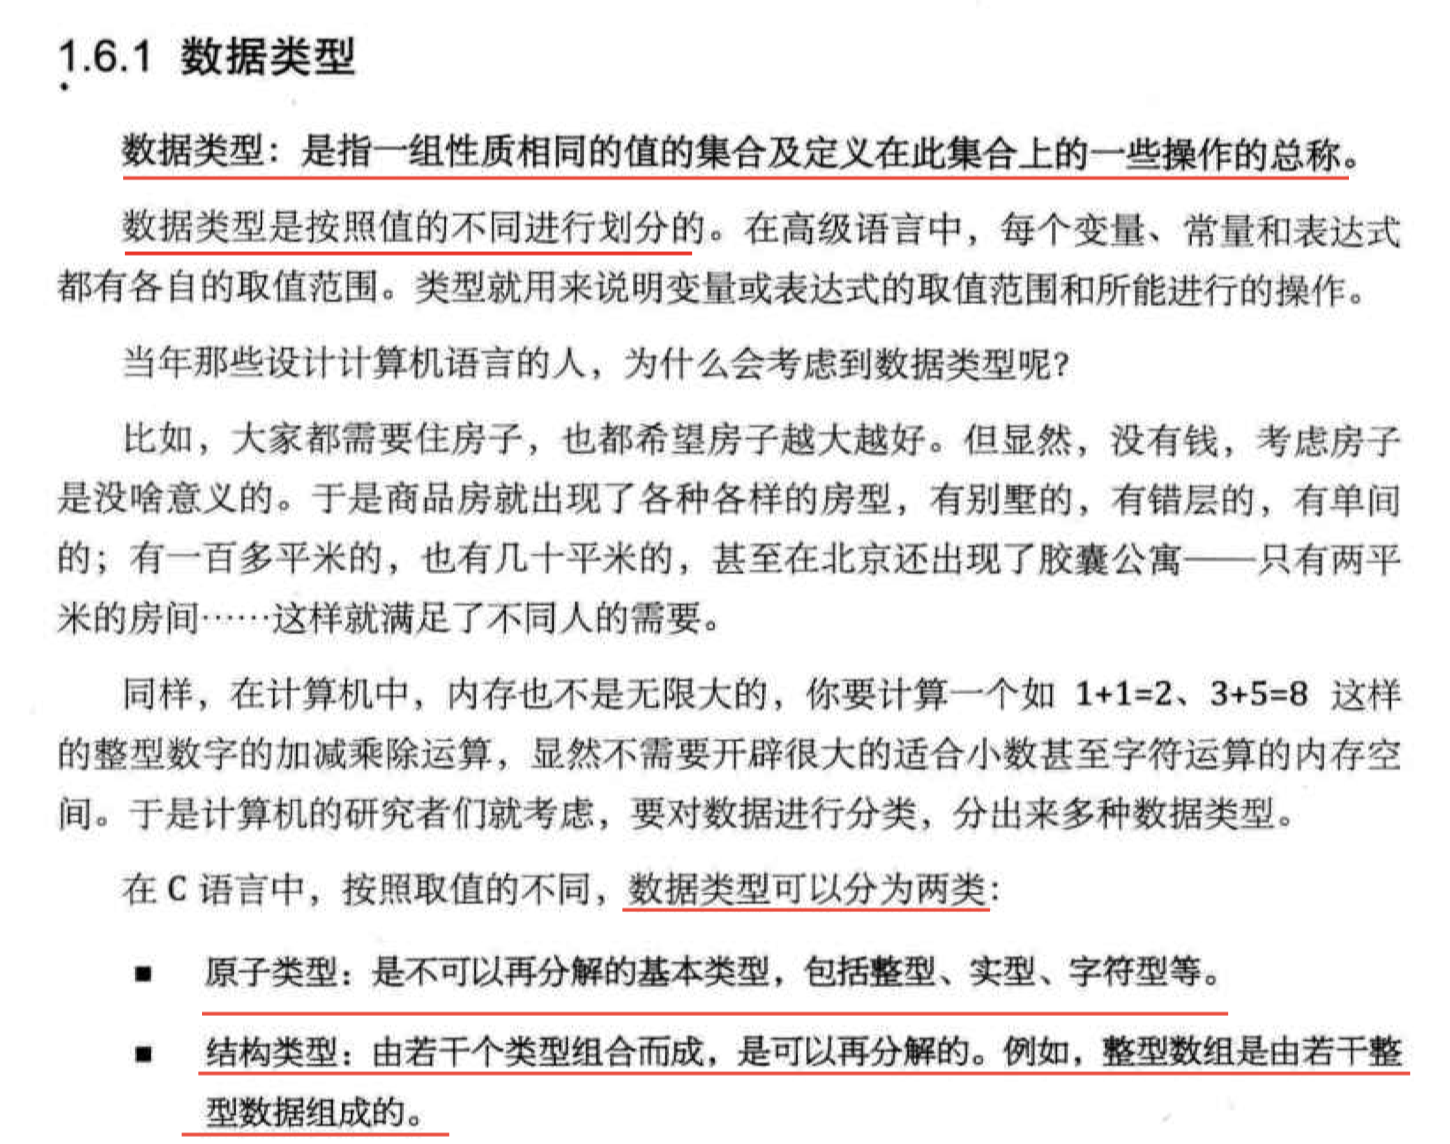 1.6.1 数据类型
数据类型：是指一组性质相同的值的集合及定义在此集合上的一些操作的总称。
数据类型是按照值的不同进行划分的。在高级语言中，每个变量、常量和表达式
都有各自的取值范围。类型就用来说明变量或表达式的取值范围和所能进行的操作。
当年那些设计计算机语言的人，为什么会考虑到数据类型呢？
比如，大家都需要住房子，也都希望房子越大越好。但显然，没有钱，考虑房子
是没啥意义的。于是商品房就出现了各种各样的房型，有别墅的，有错层的，有单间
的；有一百多平米的，也有几十平米的，甚至在北京还出现了胶囊公寓——只有两平
米的房间……这样就满足了不同人的需要。
同样，在计算机中，内存也不是无限大的，你要计算一个如 1+1=2、3+5=8 这样
的整型数字的加减乘除运算，显然不需要开辟很大的适合小数甚至字符运算的内存空
间。于是计算机的研究者们就考虑，要对数据进行分类，分出来多种数据类型。
在 C 语言中，按照取值的不同，数据类型可以分为两类：
■ 原子类型：是不可以再分解的基本类型，包括整型、实型、字符型等。
■ 结构类型：由若干个类型组合而成，是可以再分解的。例如，整型数组是由若干整
型数据组成的。